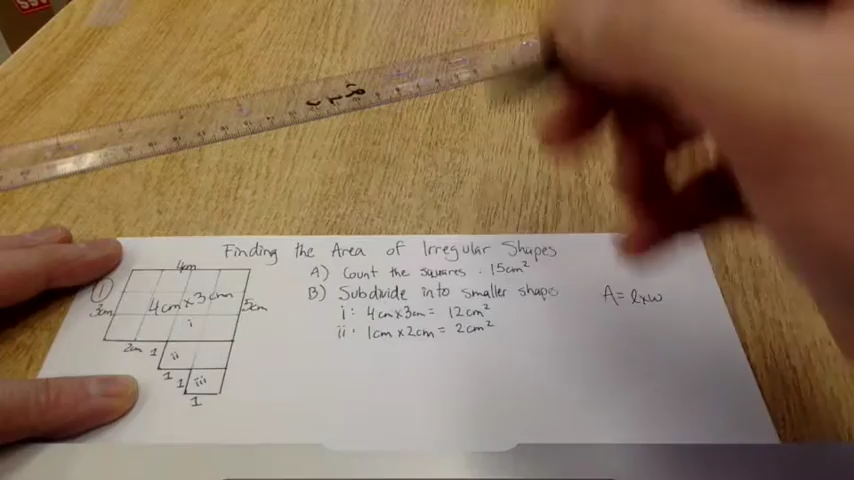 Finding the Area of Irregular Shapes
A) Count the squares. 15cm²
B) Subdivide into smaller shapes
i: 4cm x 3cm = 12cm²
ii: 1cm x 2cm = 2cm²
A = l x w
1
4cm
3cm
4cm x 3cm
5cm
i
2cm
1
ii
1
1
iii
1